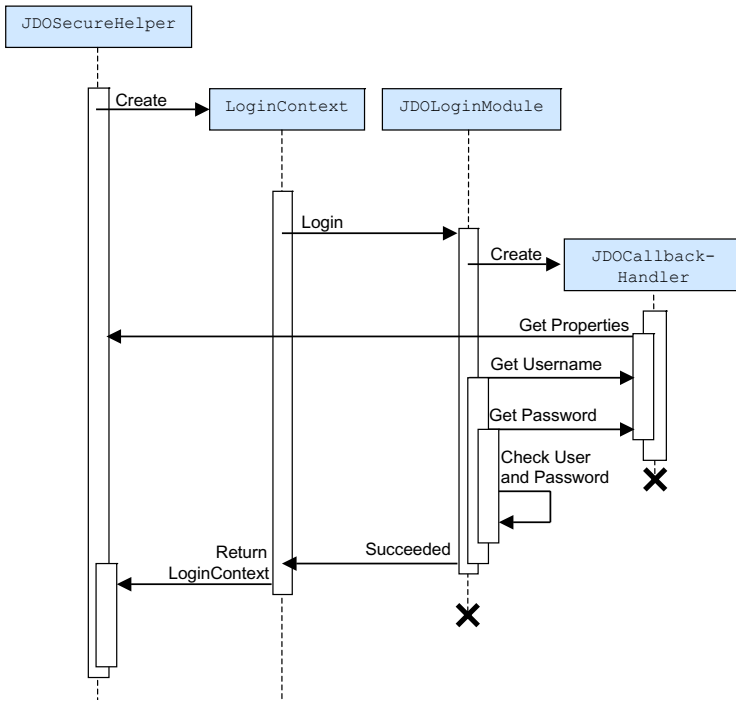 JDOSecureHelper
Create
LoginContext
JDOLoginModule
Login
Create
JDOCallback-
Handler
Get Properties
Get Username
Get Password
Check User
and Password
Succeeded
Return
LoginContext